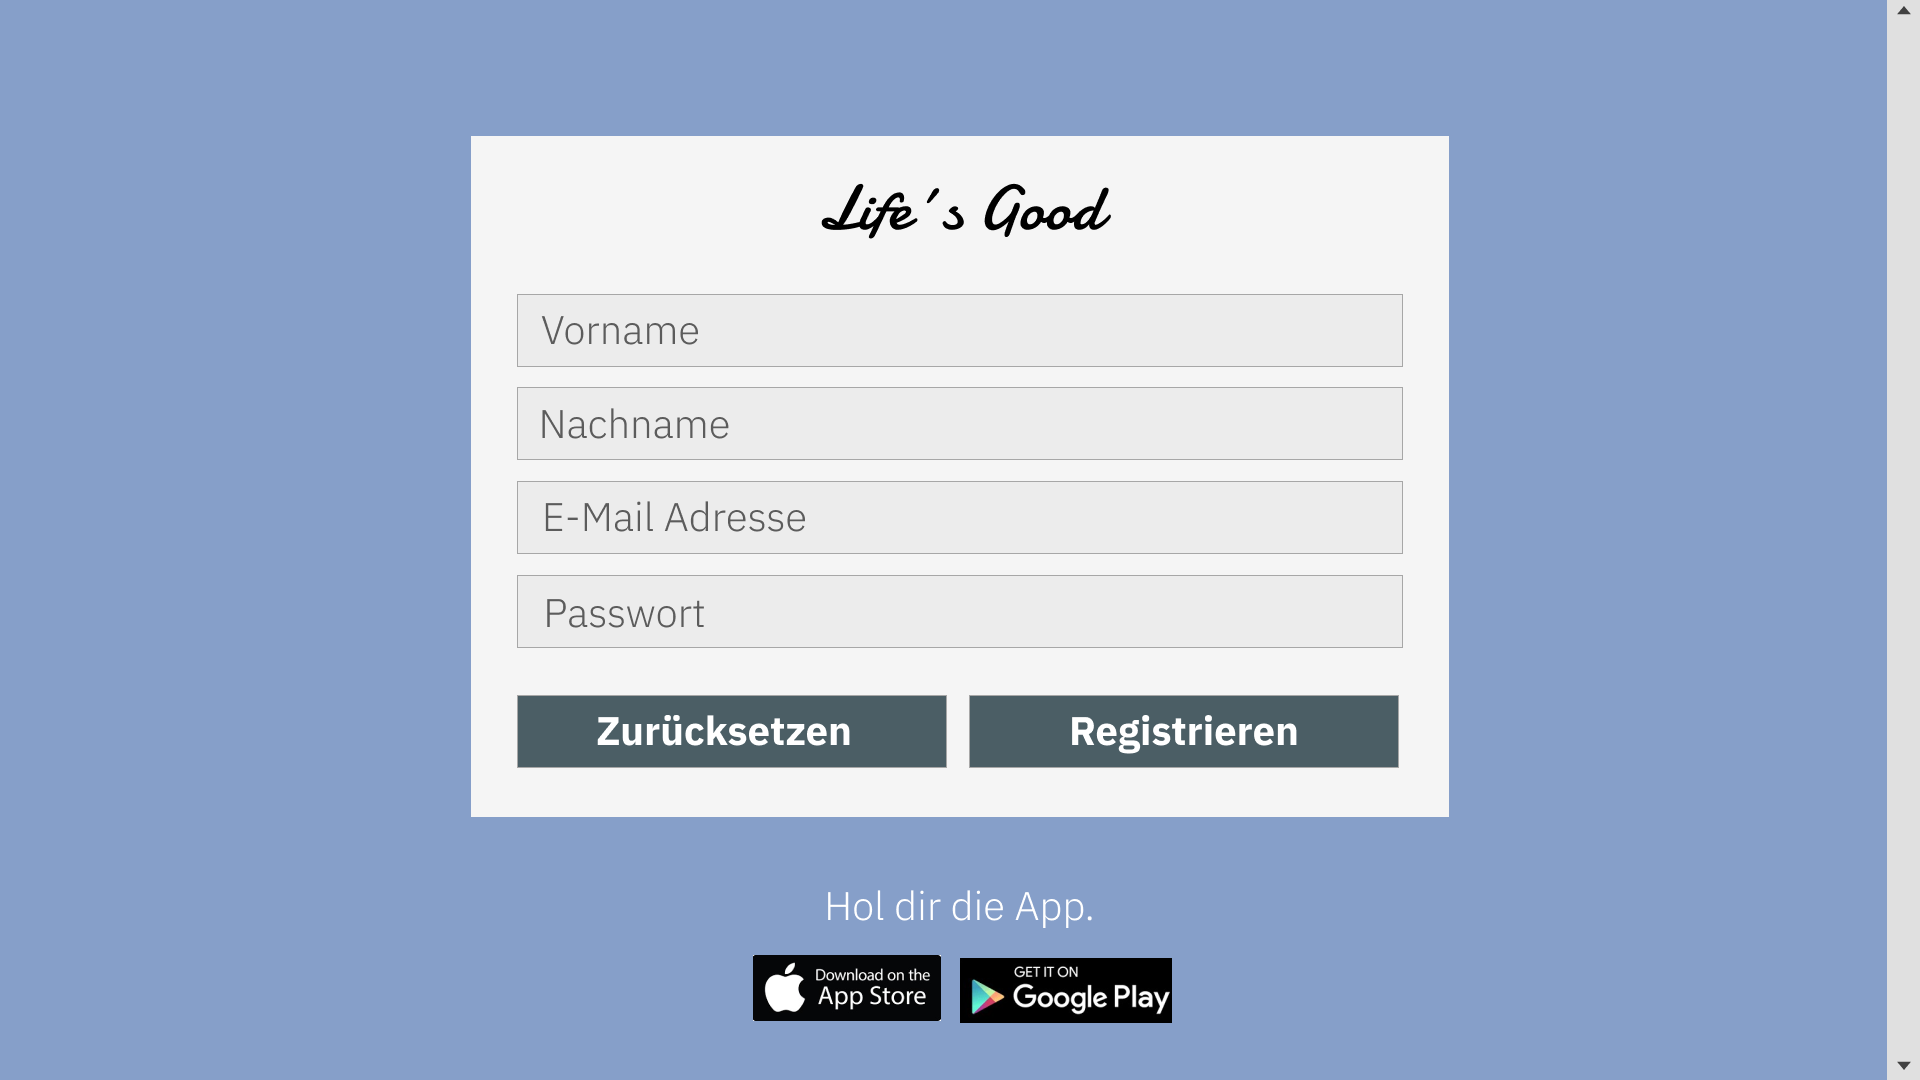 Life´s Good
Vorname
Nachname
E-Mail Adresse
Passwort
Zurücksetzen
Registrieren
Hol dir die App.
Download on the
App Store
GET IT ON
Google Play